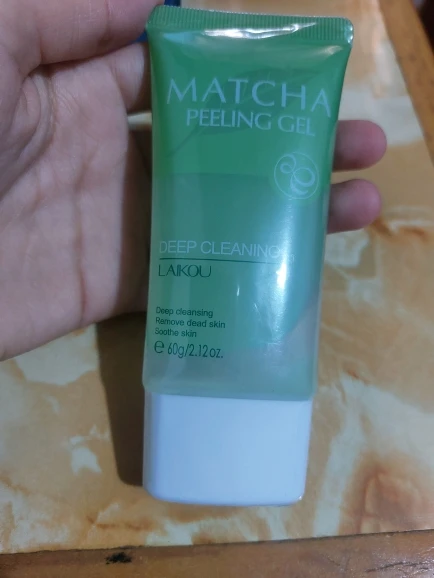 MATCHA
PEELING GEL
DEEP CLEANING
LAIKOU
Deep cleansing
Remove dead skin
Soothe skin
℮ 60g/2.12oz.